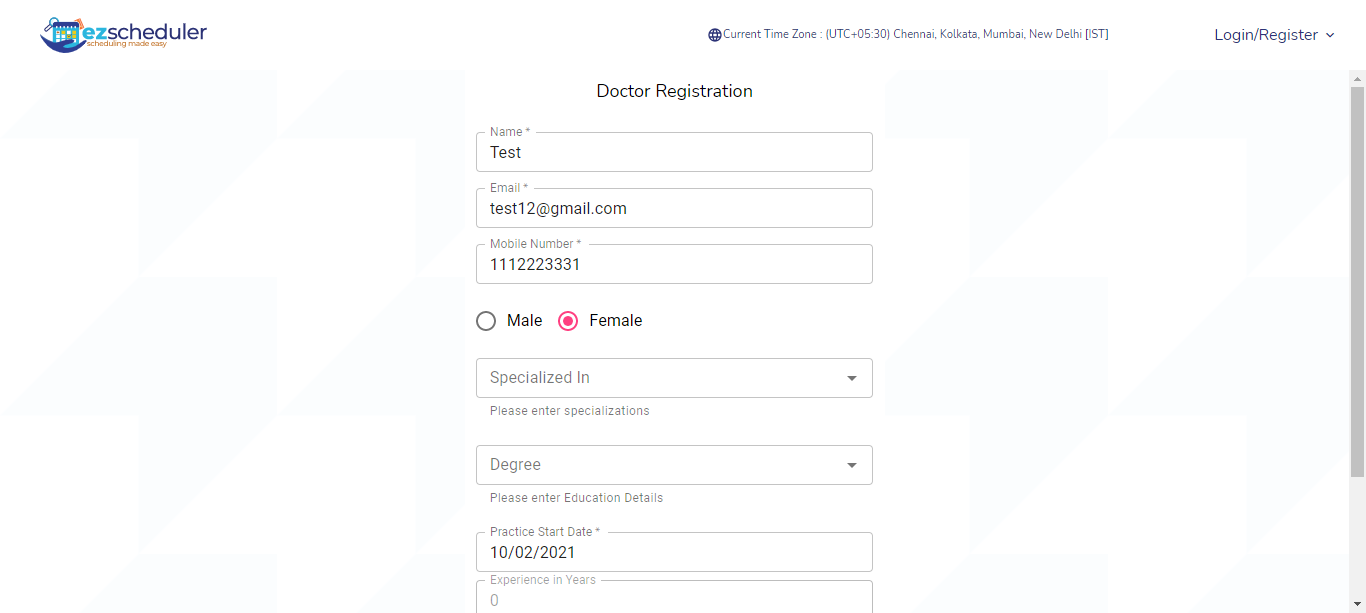 ezscheduler
scheduling made easy
Current Time Zone : (UTC+05:30) Chennai, Kolkata, Mumbai, New Delhi [IST]
Login/Register
Doctor Registration
Name *
Test
Email *
test12@gmail.com
Mobile Number *
1112223331
Male Female
Specialized In
Please enter specializations
Degree
Please enter Education Details
Practice Start Date *
10/02/2021
Experience in Years
0